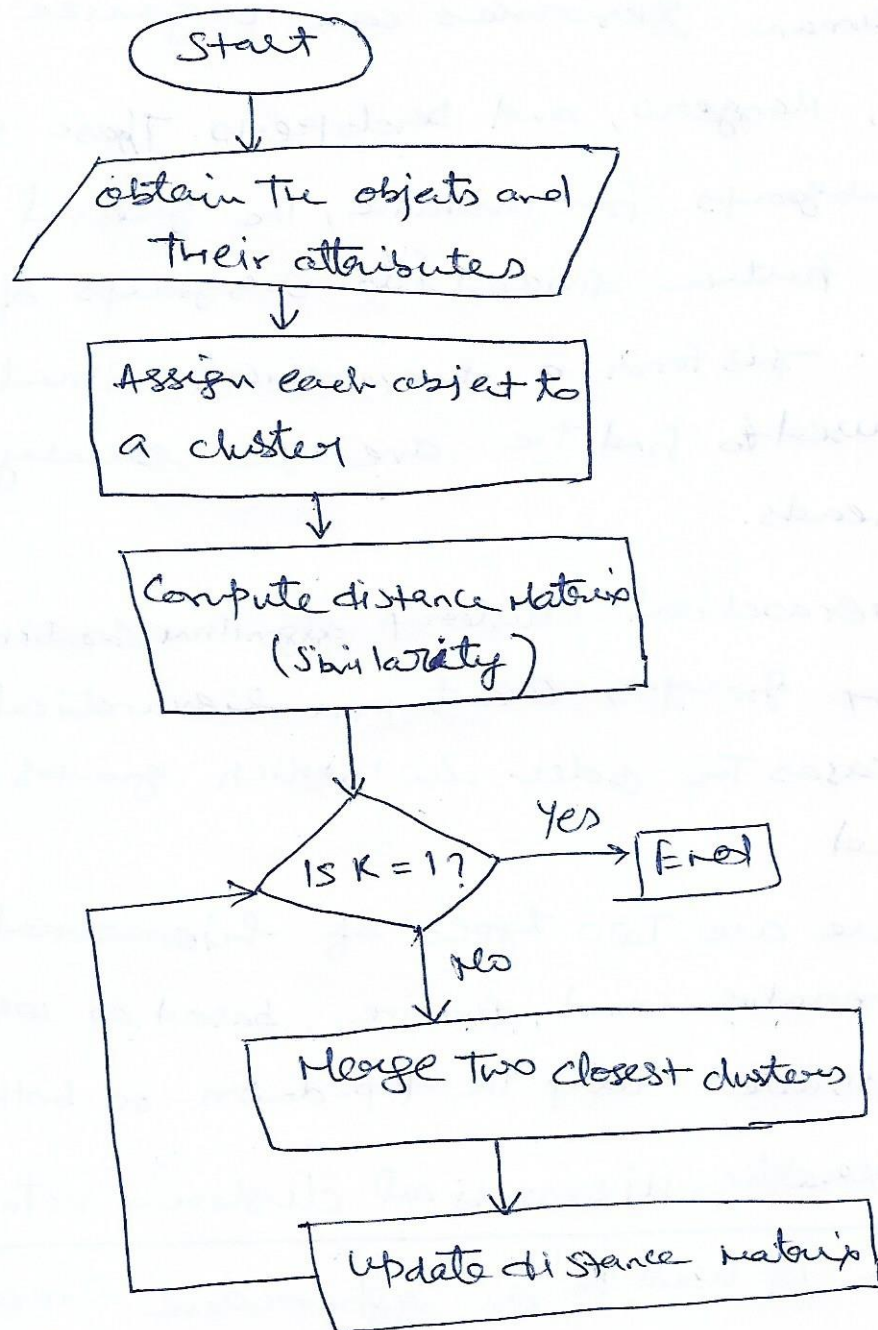 Start
obtain the objects and
their attributes
Assign each object to
a cluster
Compute distance Matrix
(Similarity)
Is K = 1?
Yes
End
No
Merge Two closest clusters
update distance matrix